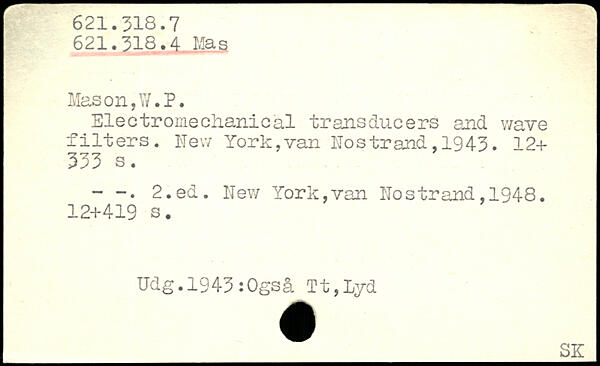 621.318.7
621.318.4 Mas
Mason,W.P.
Electromechanical transducers and wave
filters. New York,van Nostrand,1943. 12+
333 s.
- -. 2.ed. New York,van Nostrand,1948.
12+419 s.
Udg.1943:Også Tt,Lyd
SK